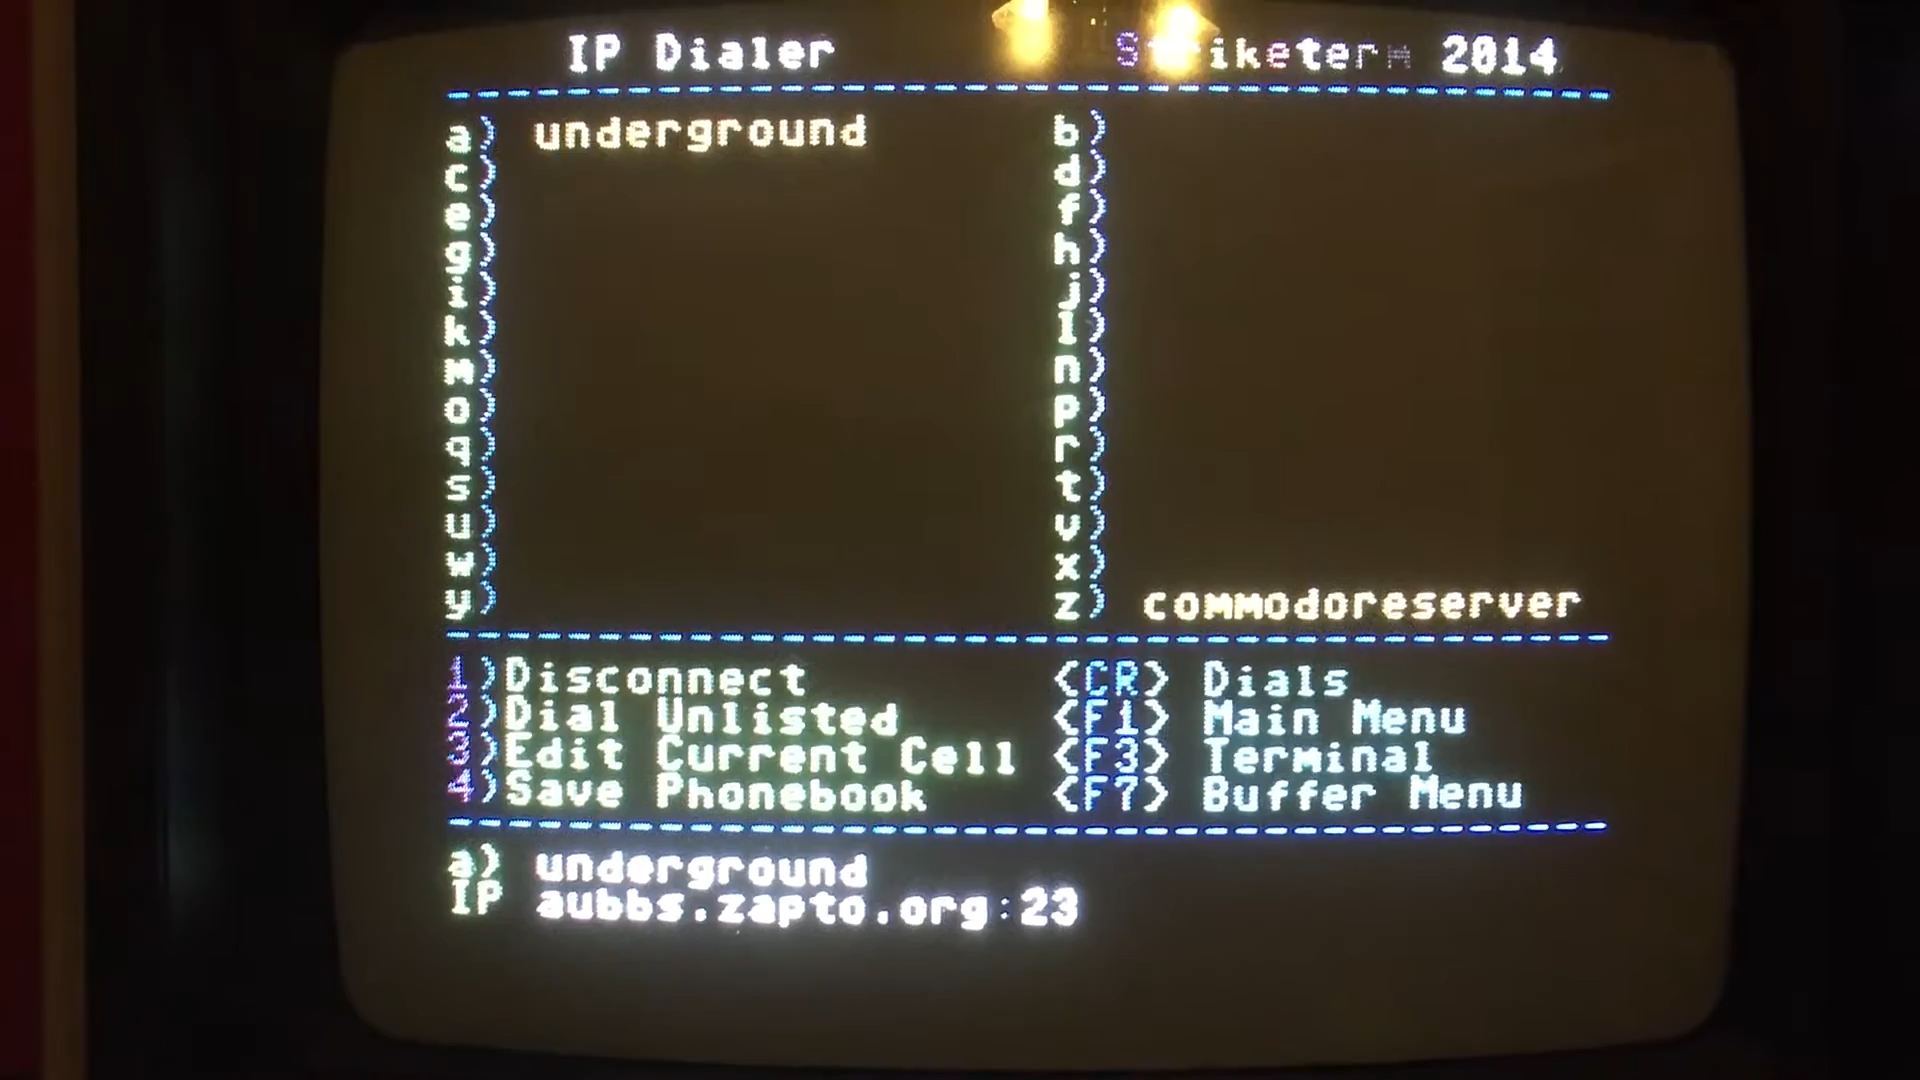 IP Dialer Striketerm 2014
a) underground b)
c) d)
e) f)
g) h)
i) j)
k) l)
m) n)
o) p)
q) r)
s) t)
u) v)
w) x)
y) z) commodoreserver
1)Disconnect <CR> Dials
2)Dial Unlisted <F1> Main Menu
3)Edit Current Cell <F3> Terminal
4)Save Phonebook <F7> Buffer Menu
a) underground
IP aubbs.zapto.org:23